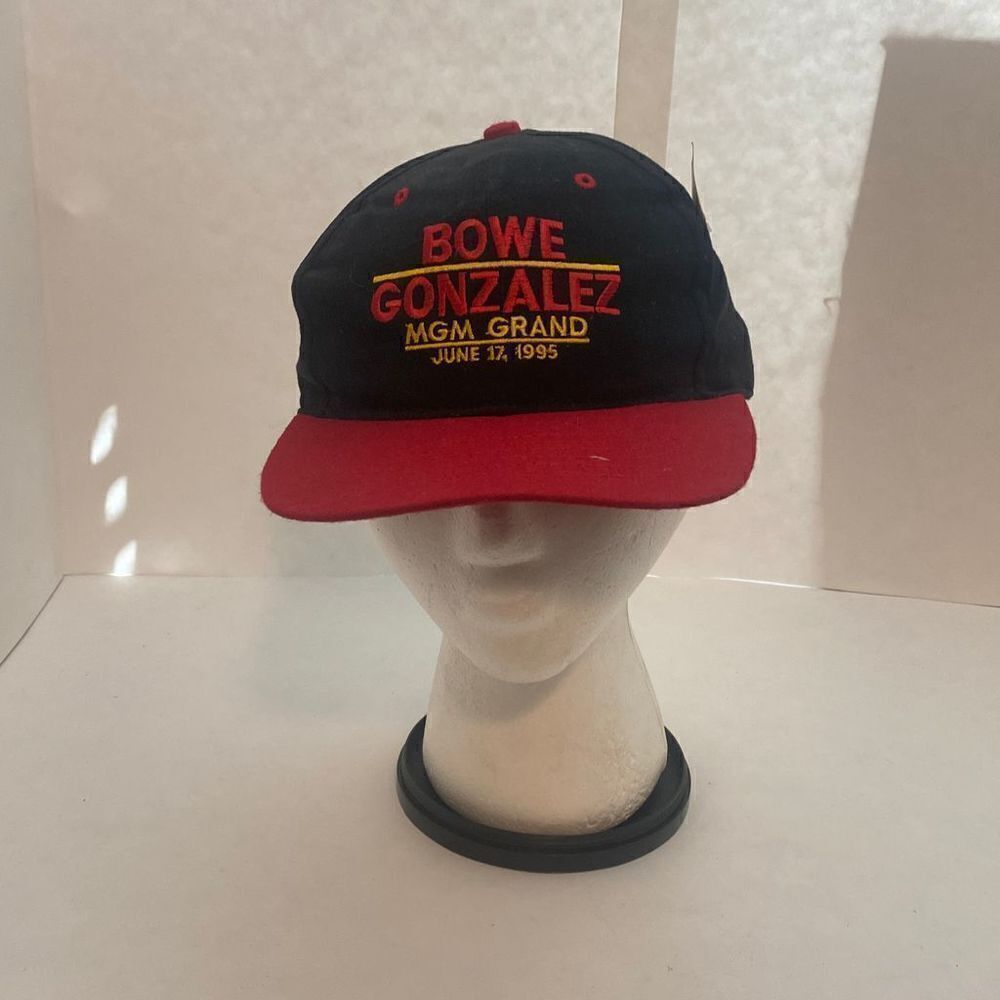 BOWE
GONZALEZ
MGM GRAND
JUNE 17, 1995